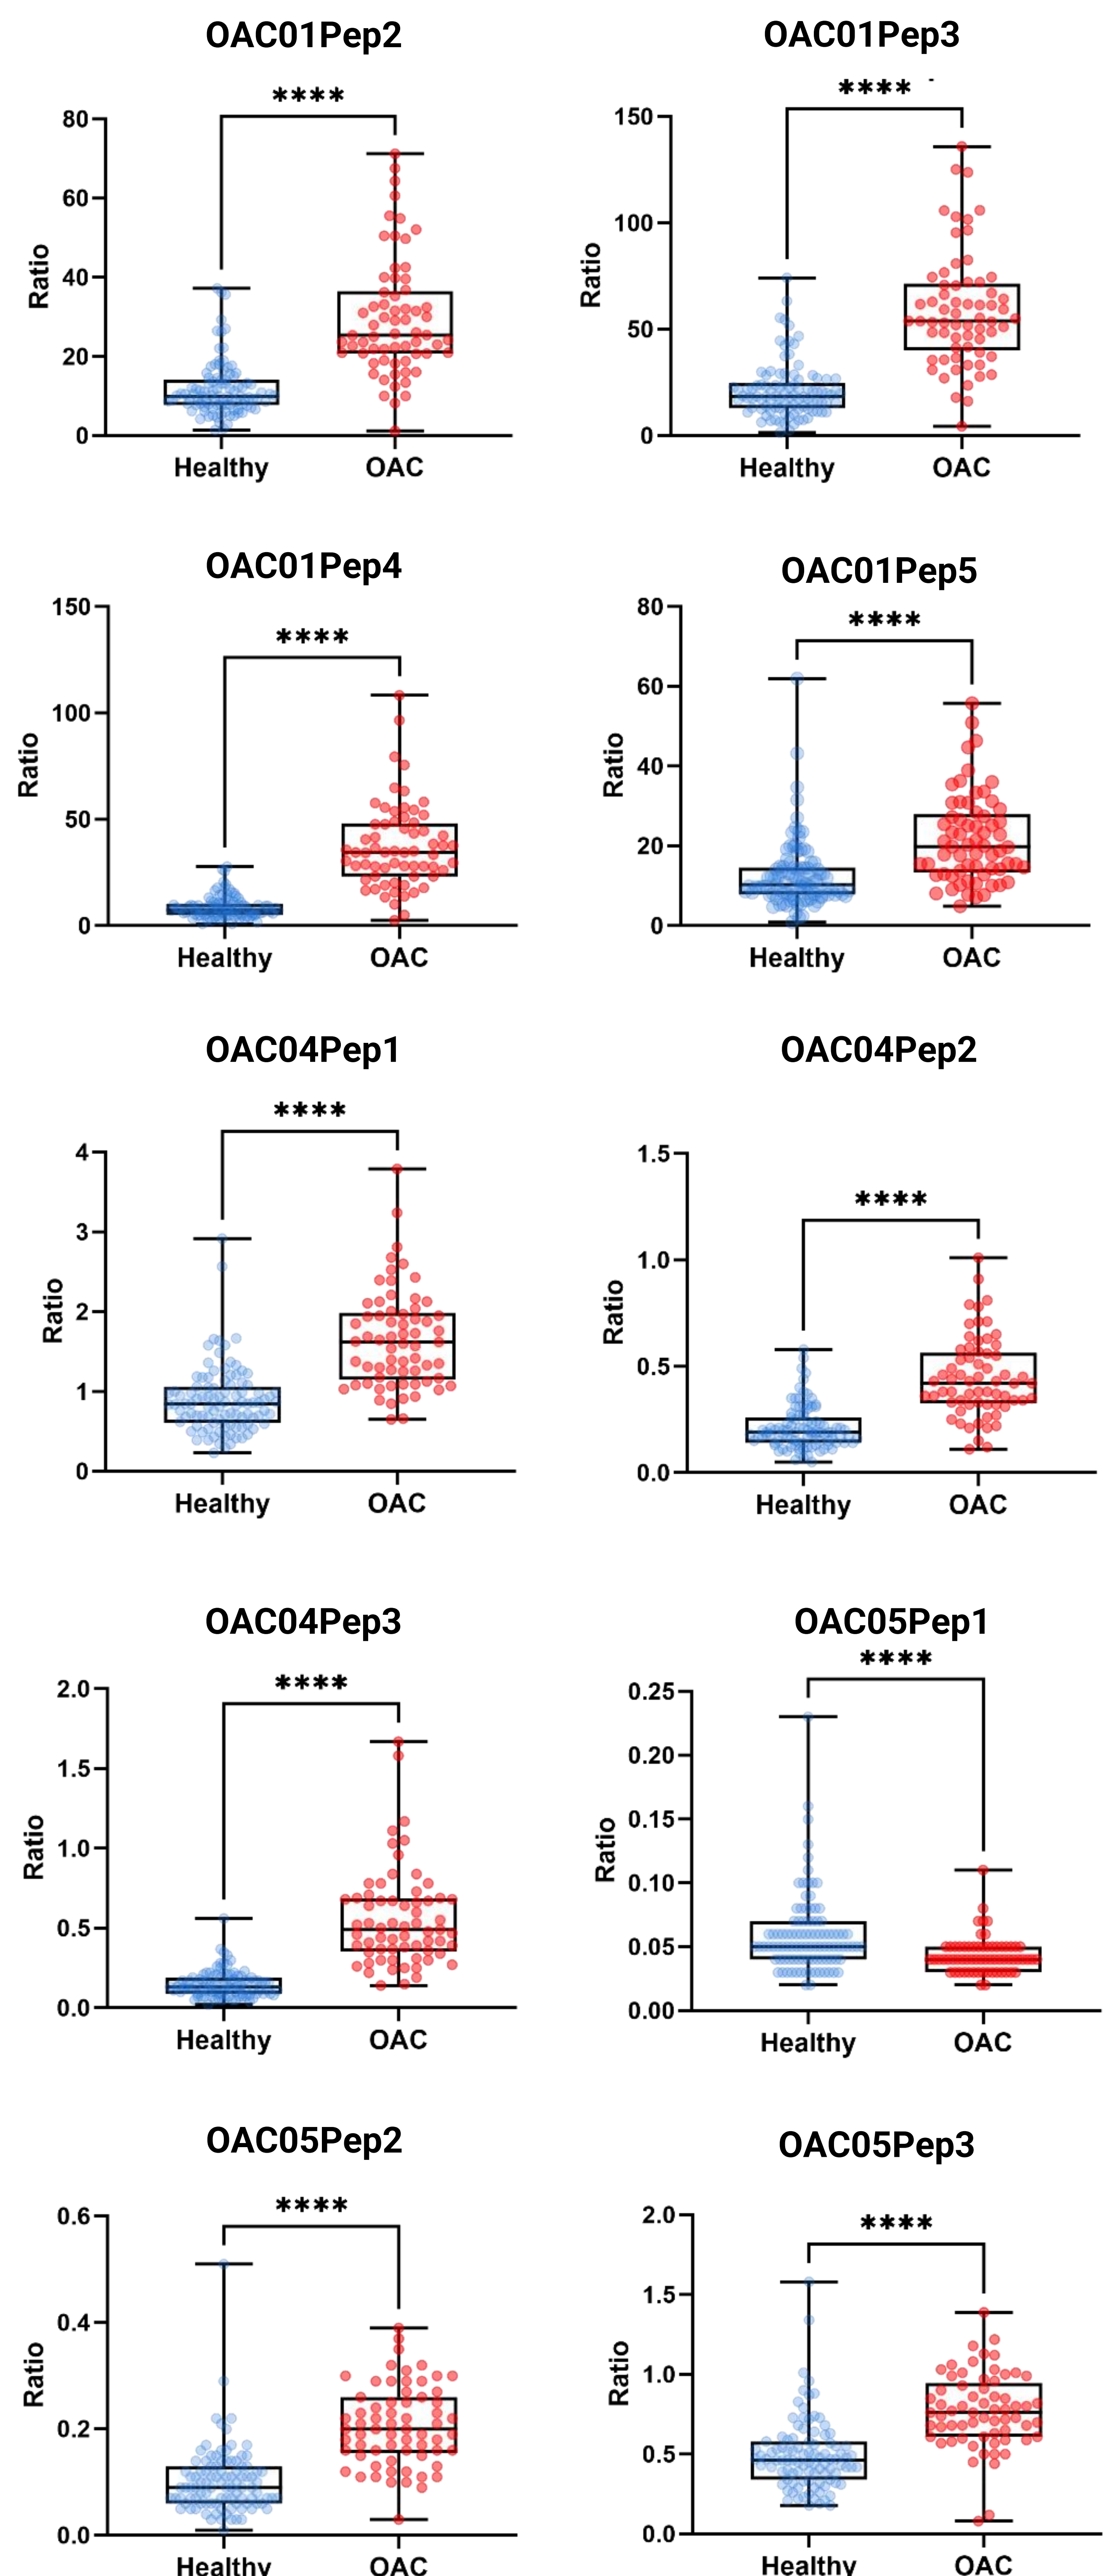 OAC01Pep2
****
80
60
40
20
0
Ratio
Healthy
OAC
OAC01Pep3
****
150
100
50
0
Ratio
Healthy
OAC
OAC01Pep4
****
150
100
50
0
Ratio
Healthy
OAC
OAC01Pep5
****
80
60
40
20
0
Ratio
Healthy
OAC
OAC04Pep1
****
4
3
2
1
0
Ratio
Healthy
OAC
OAC04Pep2
****
1.5
1.0
0.5
0.0
Ratio
Healthy
OAC
OAC04Pep3
****
2.0
1.5
1.0
0.5
0.0
Ratio
Healthy
OAC
OAC05Pep1
****
0.25
0.20
0.15
0.10
0.05
0.00
Ratio
Healthy
OAC
OAC05Pep2
****
0.6
0.4
0.2
0.0
Ratio
Healthy
OAC
OAC05Pep3
****
2.0
1.5
1.0
0.5
0.0
Ratio
Healthy
OAC